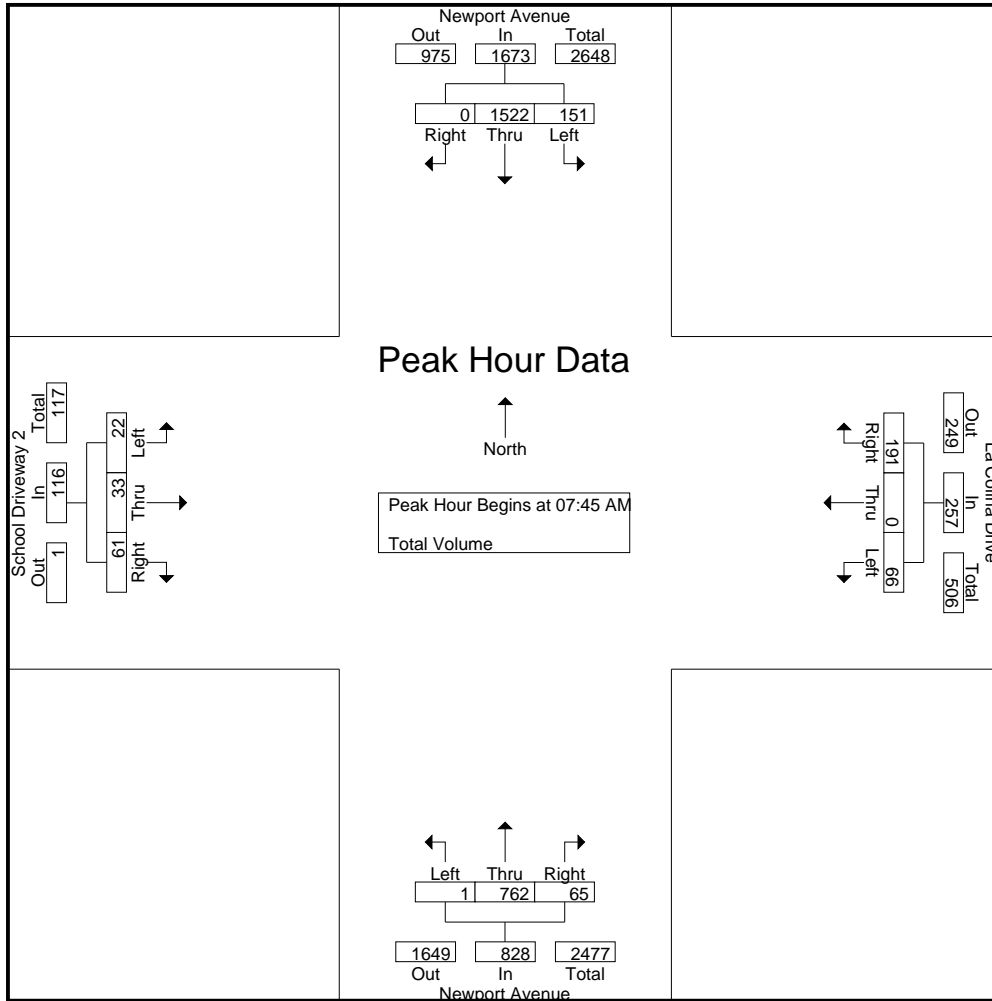 Newport Avenue
Out In Total
975 1673 2648
0 1522 151
Right Thru Left
Peak Hour Data
North
Peak Hour Begins at 07:45 AM
Total Volume
School Driveway 2
Out In Total
1 116 117
Right Thru Left
61 33 22
La Colina Drive
Out In Total
249 257 506
Right Thru Left
191 0 66
Left Thru Right
1 762 65
1649 828 2477
Out In Total
Newport Avenue